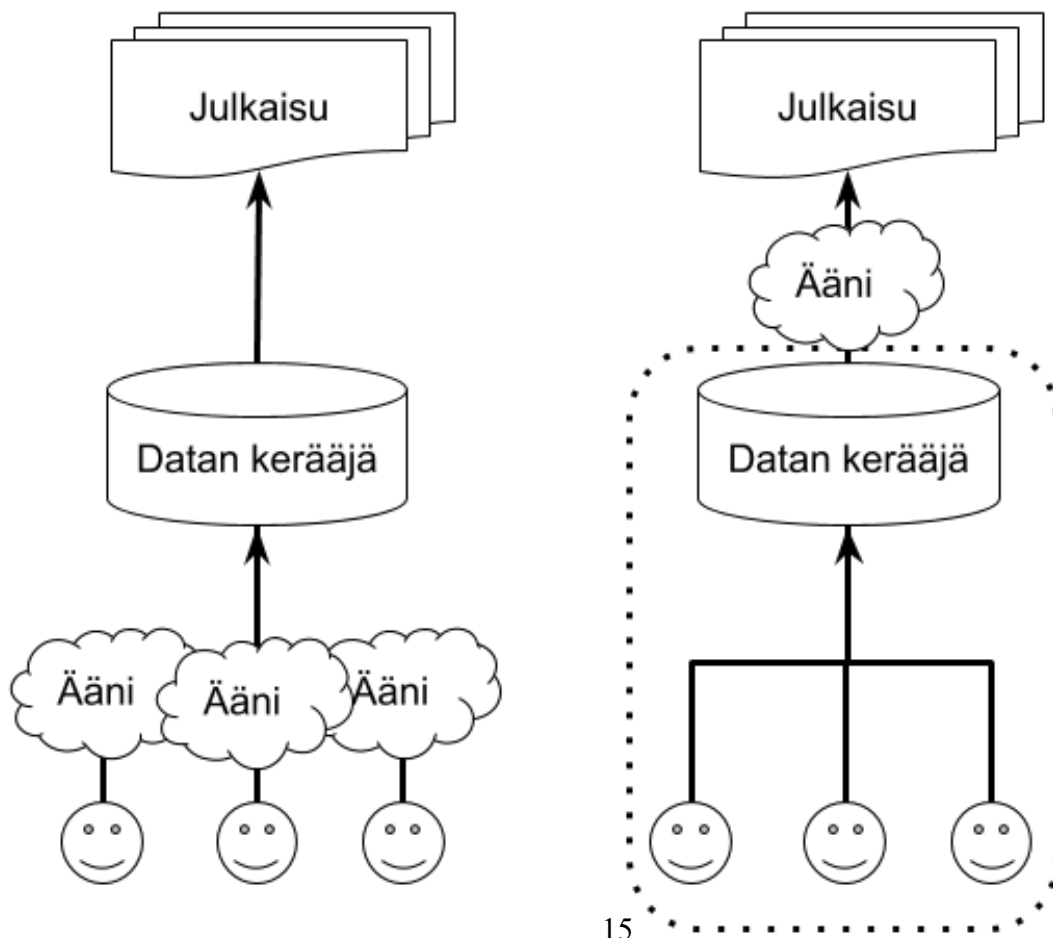 Julkaisu
Datan kerääjä
Ääni
Ääni
Ääni
Julkaisu
Ääni
Datan kerääjä
15